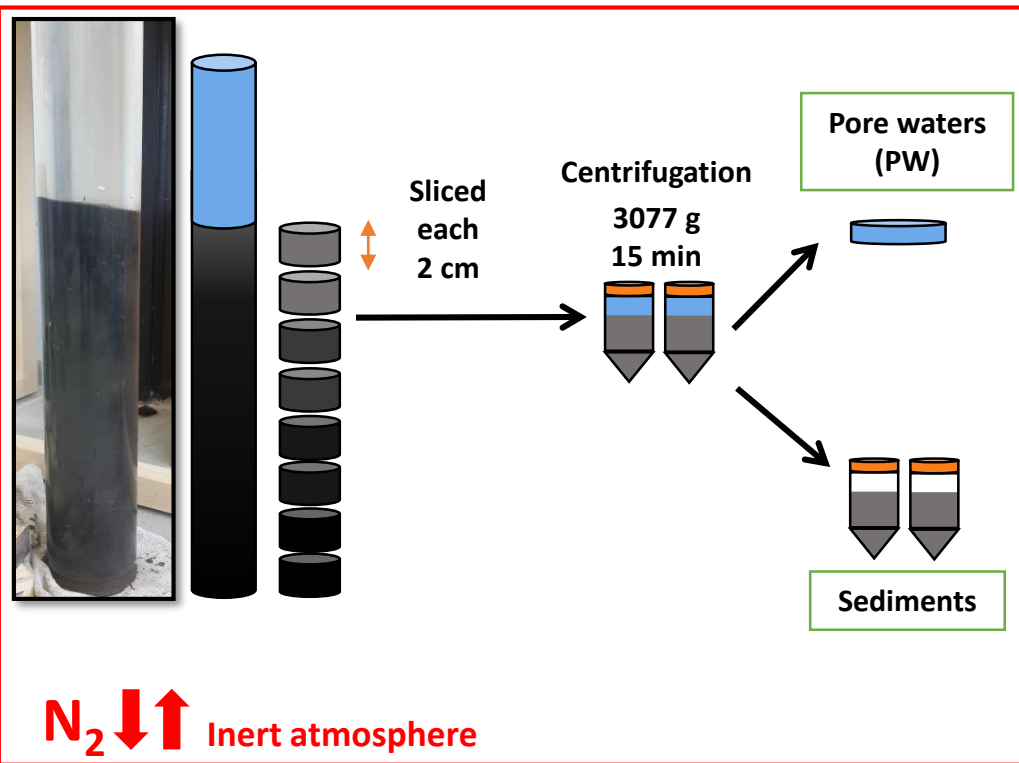 Sliced
each
2 cm
Centrifugation
3077 g
15 min
Pore waters
(PW)
Sediments
N₂ Inert atmosphere